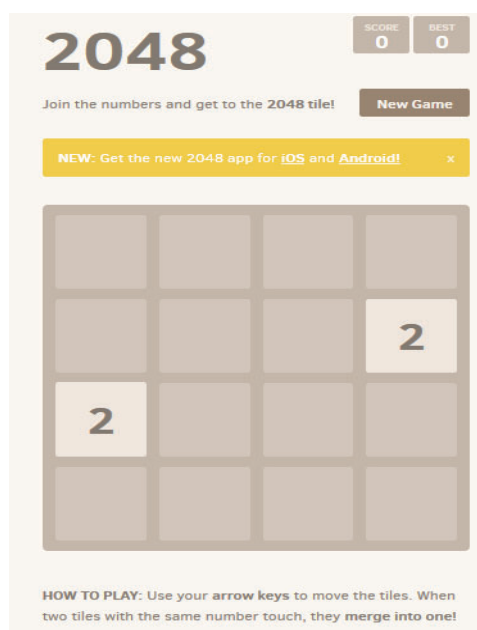 2048
SCORE
0
BEST
0
Join the numbers and get to the 2048 tile!
New Game
NEW: Get the new 2048 app for iOS and Android!
x
2
2
HOW TO PLAY: Use your arrow keys to move the tiles. When
two tiles with the same number touch, they merge into one!